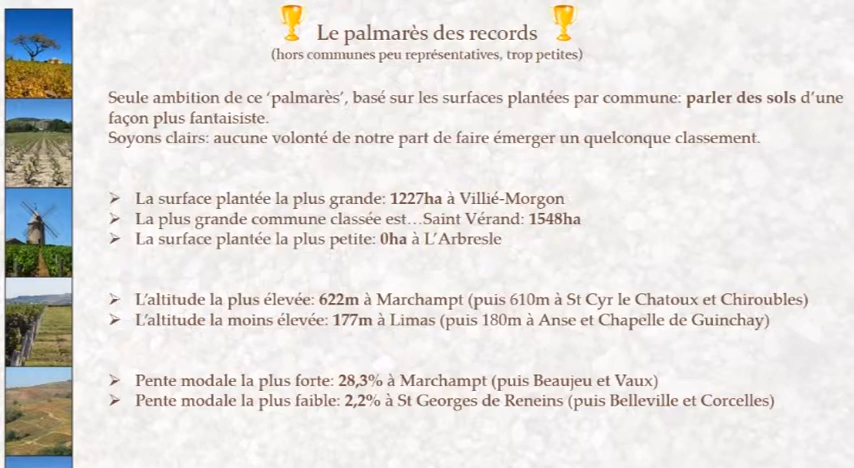 Le palmarès des records
(hors communes peu représentatives, trop petites)
Seule ambition de ce 'palmarès', basé sur les surfaces plantées par commune: parler des sols d'une
façon plus fantaisiste.
Soyons clairs: aucune volonté de notre part de faire émerger un quelconque classement.
➢ La surface plantée la plus grande: 1227ha à Villié-Morgon
➢ La plus grande commune classée est…Saint Vérand: 1548ha
➢ La surface plantée la plus petite: 0ha à L'Arbresle
➢ L'altitude la plus élevée: 622m à Marchampt (puis 610m à St Cyr le Chatoux et Chiroubles)
➢ L'altitude la moins élevée: 177m à Limas (puis 180m à Anse et Chapelle de Guinchay)
➢ Pente modale la plus forte: 28,3% à Marchampt (puis Beaujeu et Vaux)
➢ Pente modale la plus faible: 2,2% à St Georges de Reneins (puis Belleville et Corcelles)